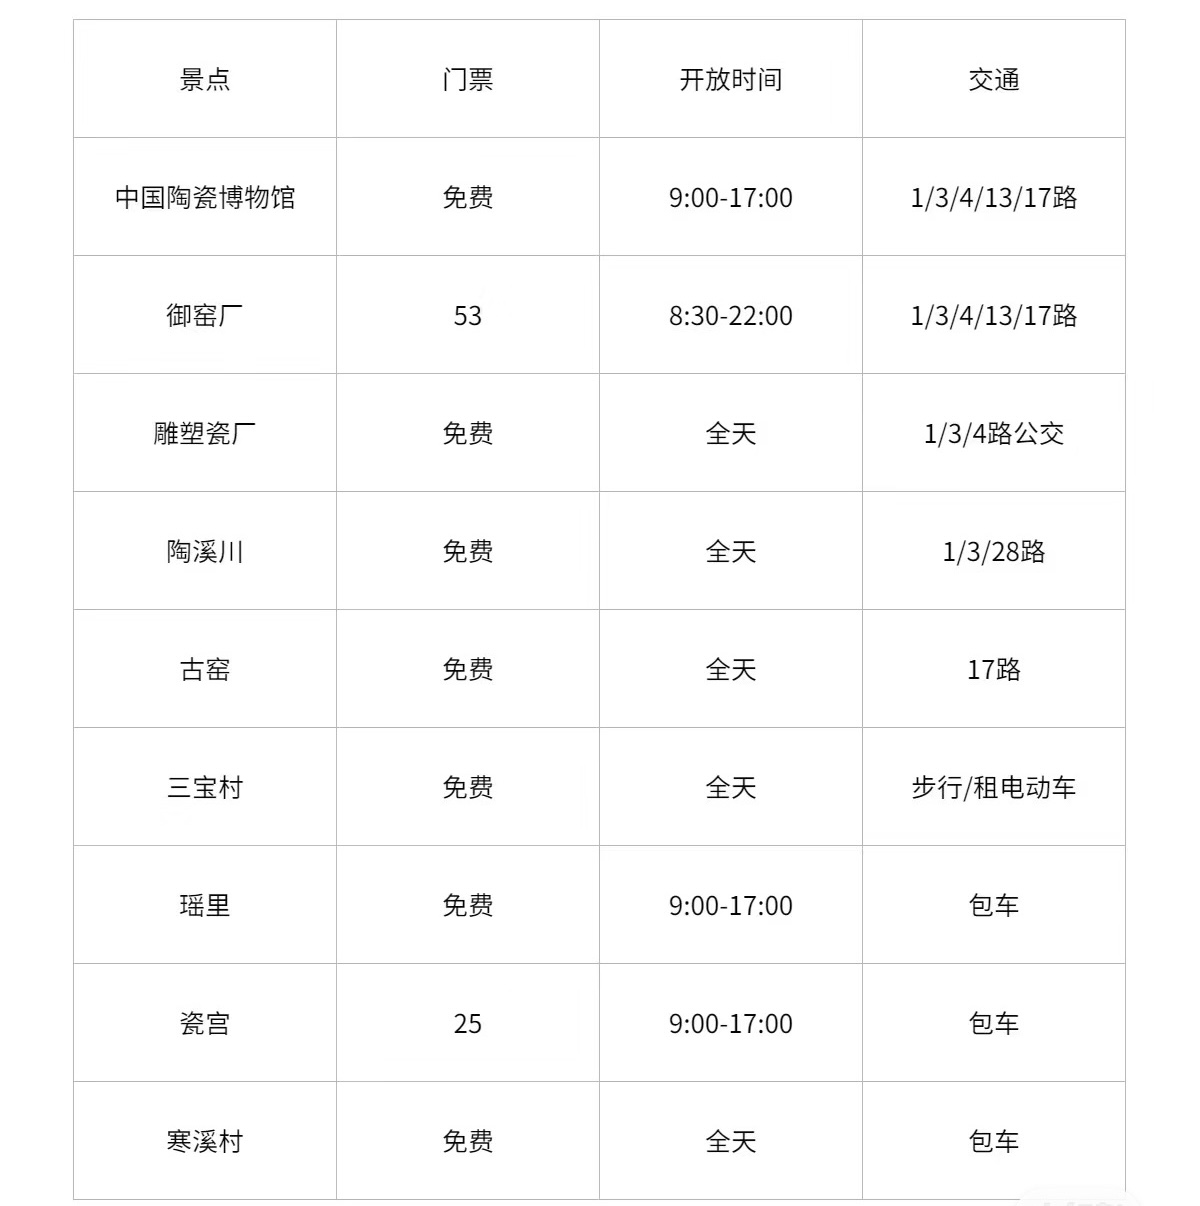 景点 门票 开放时间 交通
中国陶瓷博物馆 免费 9:00-17:00 1/3/4/13/17路
御窑厂 53 8:30-22:00 1/3/4/13/17路
雕塑瓷厂 免费 全天 1/3/4路公交
陶溪川 免费 全天 1/3/28路
古窑 免费 全天 17路
三宝村 免费 全天 步行/租电动车
瑶里 免费 9:00-17:00 包车
瓷宫 25 9:00-17:00 包车
寒溪村 免费 全天 包车